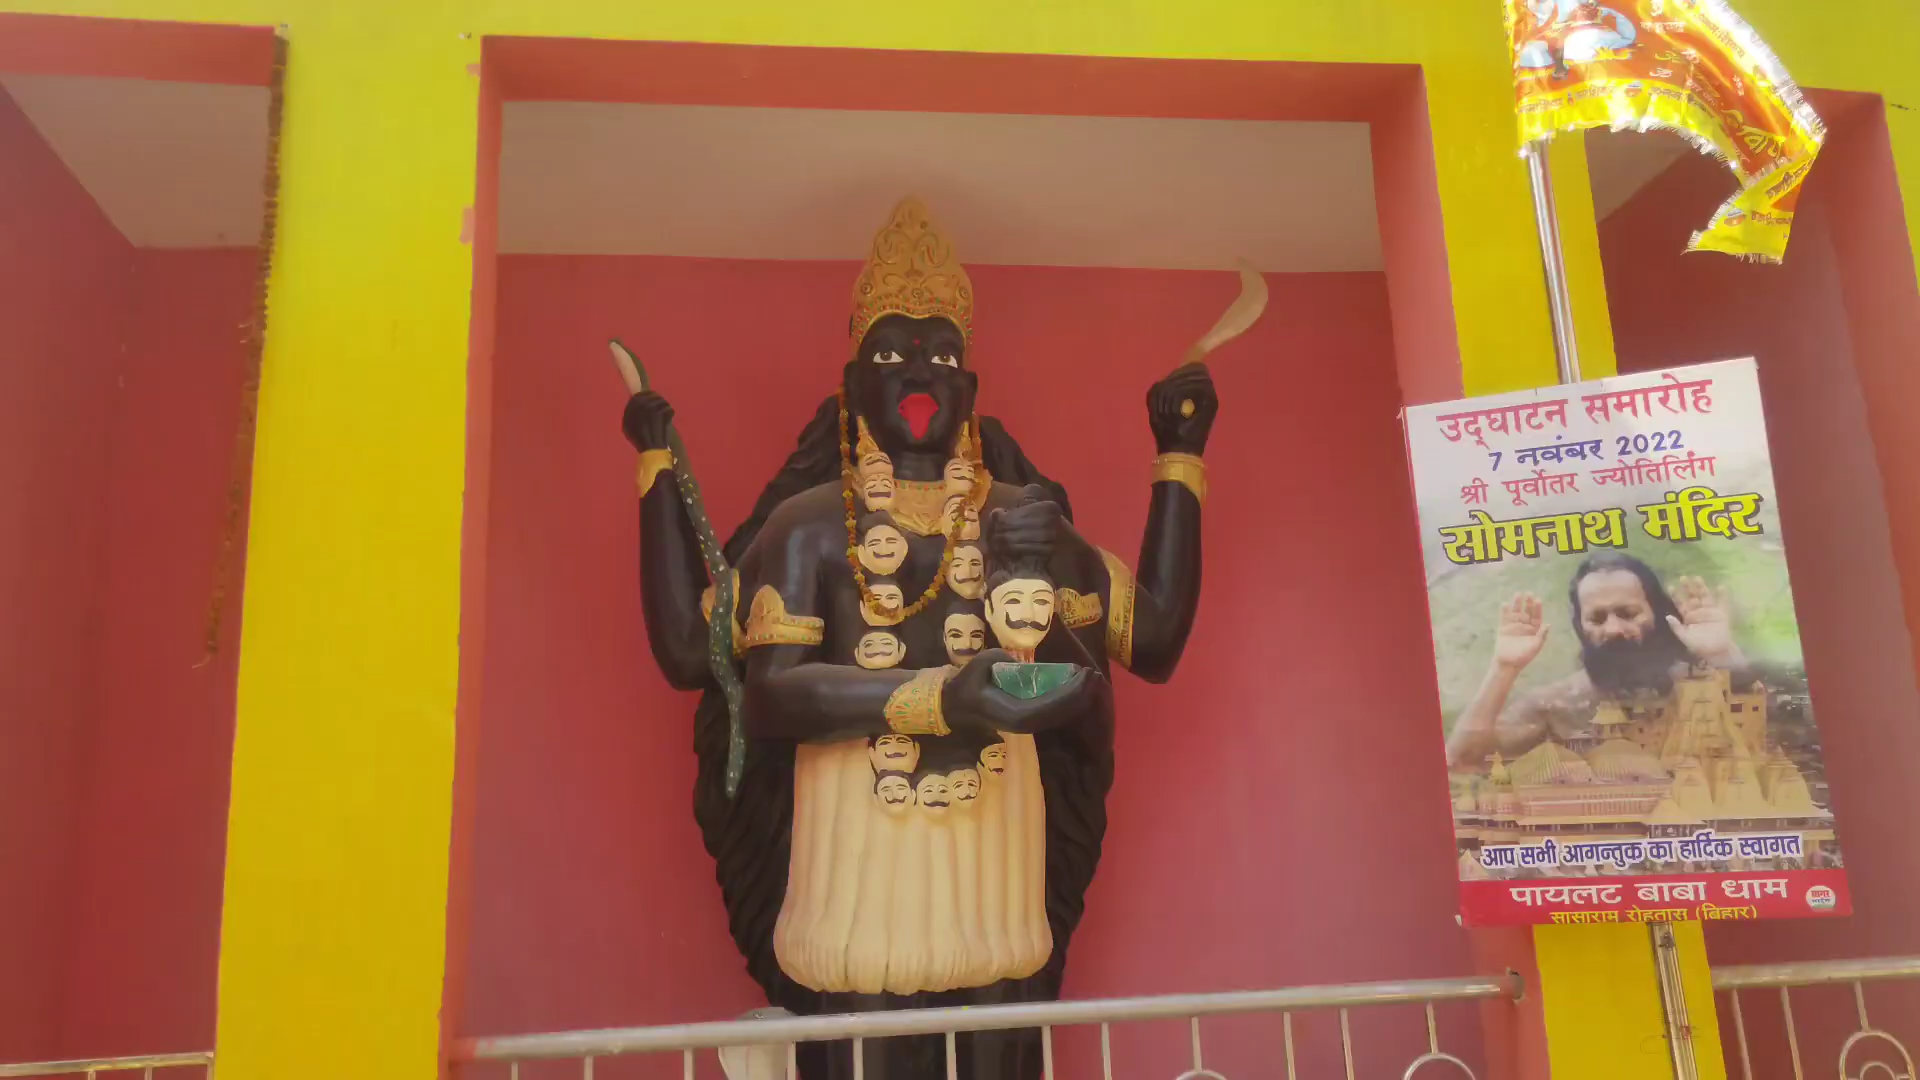 उद्घाटन समारोह
7 नवंबर 2022
श्री पूर्वोतर ज्योतिर्लिंग
सोमनाथ मंदिर
आप सभी आगन्तुक का हार्दिक स्वागत
पायलट बाबा धाम
सासाराम रोहतास (बिहार)